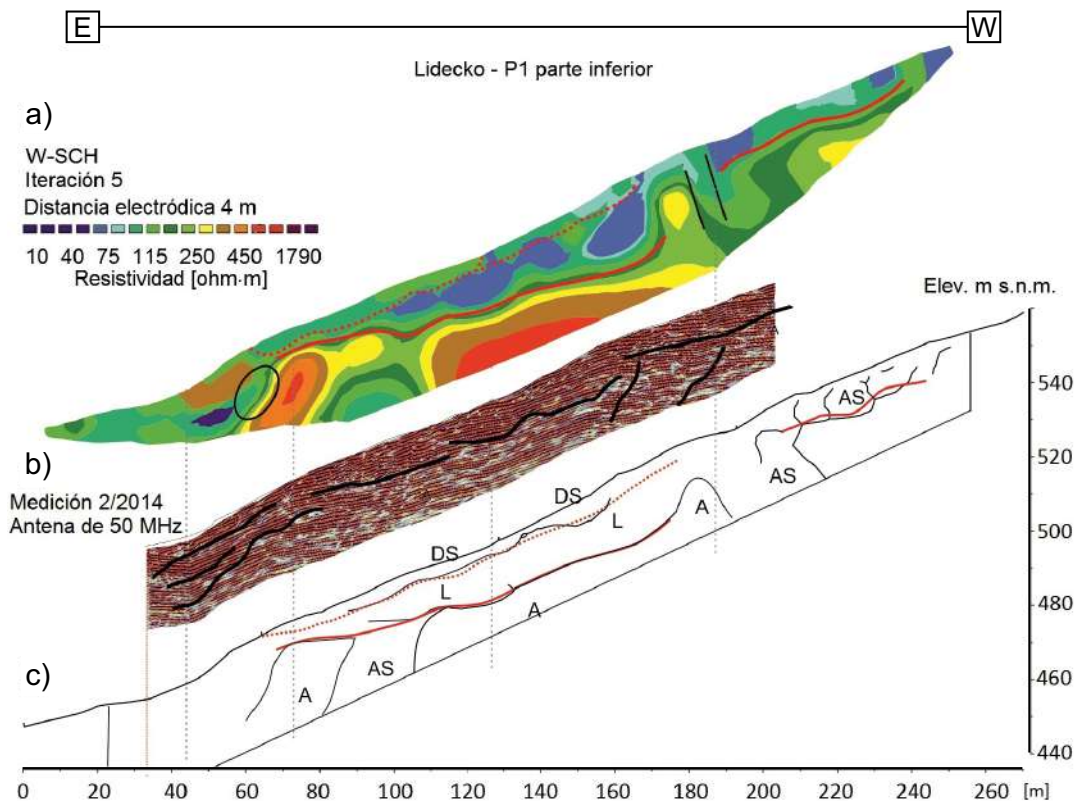 E W
Lidecko - P1 parte inferior
a)
W-SCH
Iteración 5
Distancia electródica 4 m
10 40 75 115 250 450 1790
Resistividad [ohm·m]
Elev. m s.n.m.
b)
Medición 2/2014
Antena de 50 MHz
540
AS
520
AS
DS
L
A
500
DS
L
480
A
c)
AS
A
460
440
0 20 40 60 80 100 120 140 160 180 200 220 240 260 [m]